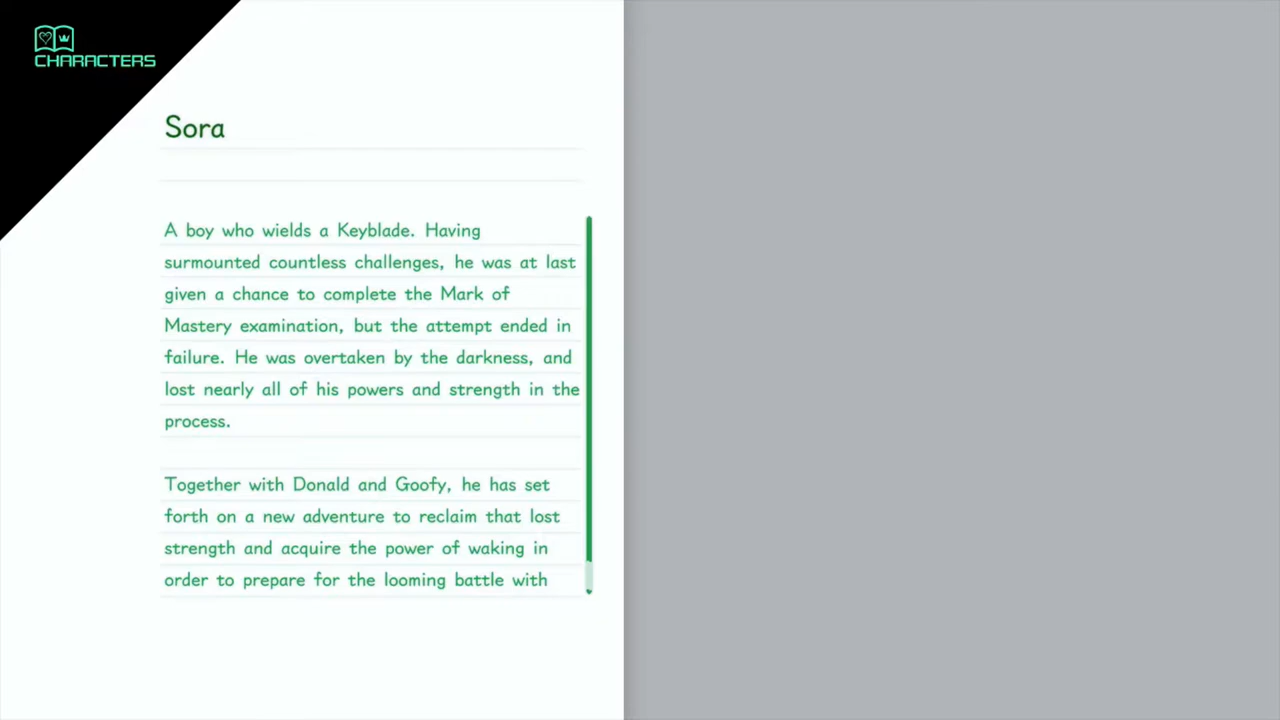 CHARACTERS
Sora
A boy who wields a Keyblade. Having
surmounted countless challenges, he was at last
given a chance to complete the Mark of
Mastery examination, but the attempt ended in
failure. He was overtaken by the darkness, and
lost nearly all of his powers and strength in the
process.
Together with Donald and Goofy, he has set
forth on a new adventure to reclaim that lost
strength and acquire the power of waking in
order to prepare for the looming battle with